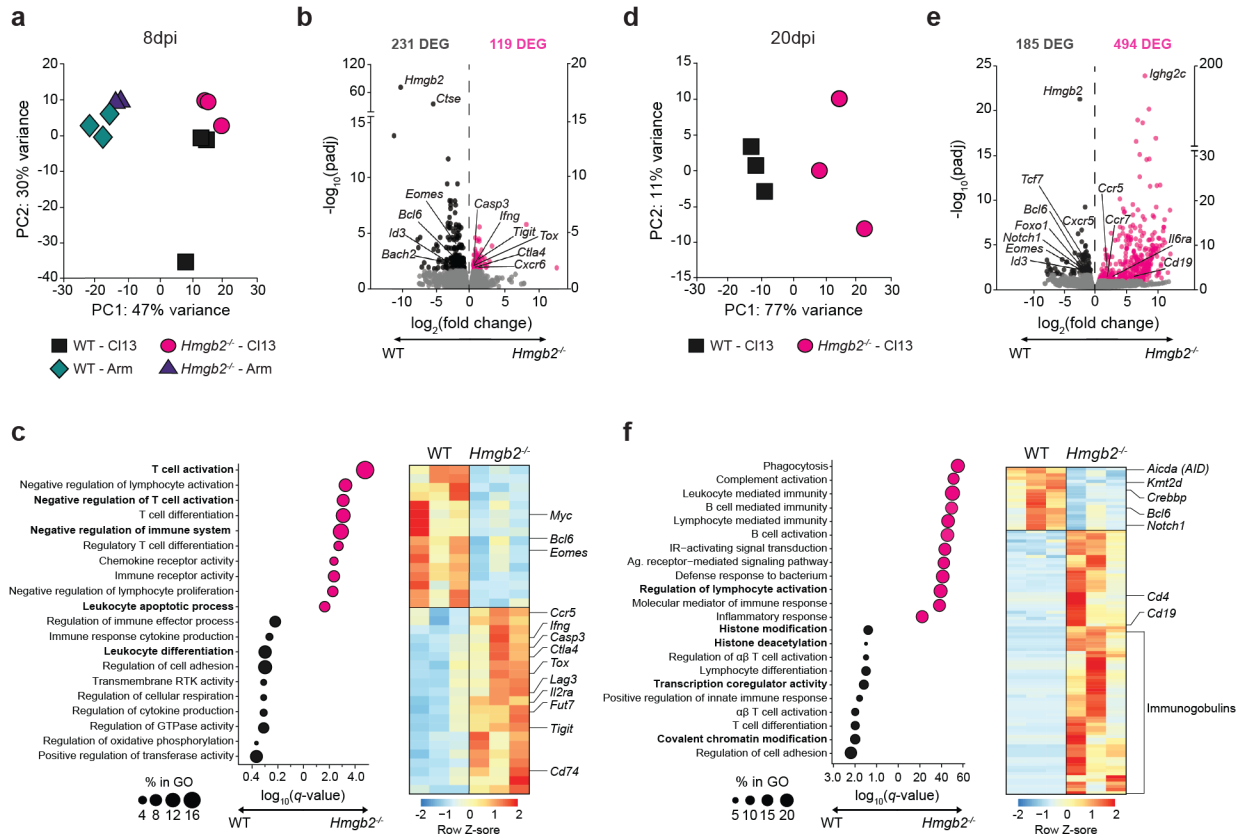 a
8dpi
20
10
0
-10
-20
-30
-40
PC2: 30% variance
-30
-20
-10
0
10
20
30
PC1: 47% variance
WT - Cl13
Hmgb2-/- - Cl13
WT - Arm
Hmgb2-/- - Arm
b
231 DEG
119 DEG
120
60
15
10
5
0
-log10(padj)
20
15
10
5
0
Hmgb2
Ctse
Eomes
Bcl6
Id3
Bach2
Casp3
Ifng
Tigit
Tox
Ctla4
Cxcr6
-10
0
10
log2(fold change)
WT
Hmgb2-/-
d
20dpi
15
10
5
0
-5
-10
-15
PC2: 11% variance
-30
-20
-10
0
10
20
30
PC1: 77% variance
WT - Cl13
Hmgb2-/- - Cl13
e
185 DEG
494 DEG
25
20
15
10
5
0
-log10(padj)
200
30
20
10
0
Ighg2c
Hmgb2
Tcf7
Bcl6
Foxo1
Notch1
Eomes
Id3
Cxcr5
Ccr5
Ccr7
Il6ra
Cd19
-10
-5
0
5
10
log2(fold change)
WT
Hmgb2-/-
c
T cell activation
Negative regulation of lymphocyte activation
Negative regulation of T cell activation
T cell differentiation
Negative regulation of immune system
Regulatory T cell differentiation
Chemokine receptor activity
Immune receptor activity
Negative regulation of lymphocyte proliferation
Leukocyte apoptotic process
Regulation of immune effector process
Immune response cytokine production
Leukocyte differentiation
Regulation of cell adhesion
Transmembrane RTK activity
Regulation of cellular respiration
Regulation of cytokine production
Regulation of GTPase activity
Regulation of oxidative phosphorylation
Positive regulation of transferase activity
0.4
0.2
0
2.0
4.0
% in GO
4 8 12 16
log10(q-value)
WT
Hmgb2-/-
WT
Hmgb2-/-
Myc
Bcl6
Eomes
Ccr5
Ifng
Casp3
Ctla4
Tox
Lag3
Il2ra
Fut7
Tigit
Cd74
-2 -1 0 1 2
Row Z-sore
f
Phagocytosis
Complement activation
Leukocyte mediated immunity
B cell mediated immunity
Lymphocyte mediated immunity
B cell activation
IR−activating signal transduction
Ag. receptor−mediated signaling pathway
Defense response to bacterium
Regulation of lymphocyte activation
Molecular mediator of immune response
Inflammatory response
Histone modification
Histone deacetylation
Regulation of αβ T cell activation
Lymphocyte differentiation
Transcription coregulator activity
Positive regulation of innate immune response
αβ T cell activation
T cell differentiation
Covalent chromatin modification
Regulation of cell adhesion
3.0
2.0
1.0
0
20
40
60
% in GO
5 10 15 20
log10(q-value)
WT
Hmgb2-/-
WT
Hmgb2-/-
Aicda (AID)
Kmt2d
Crebbp
Bcl6
Notch1
Cd4
Cd19
Immunogobulins
-2 -1 0 1 2
Row Z-sore